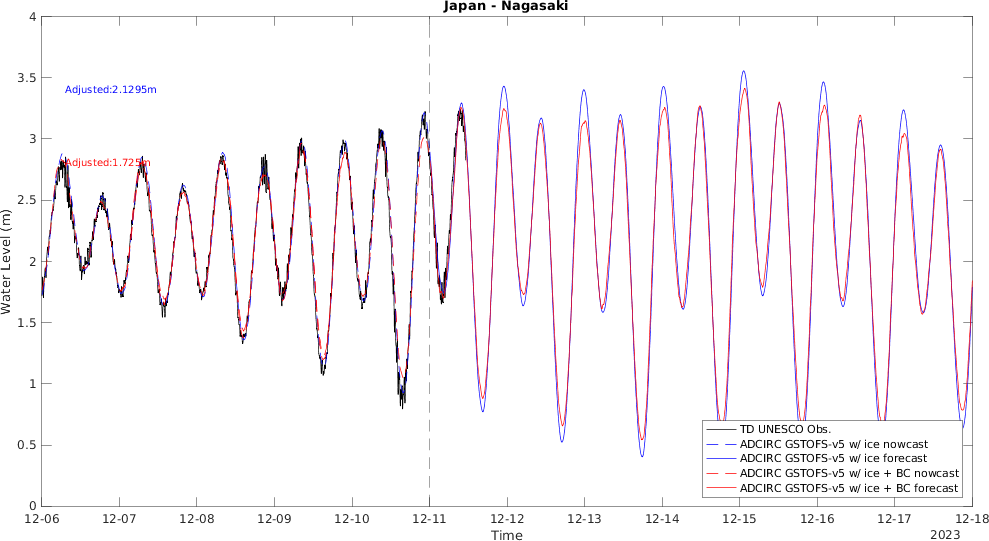 Japan - Nagasaki
4
3.5
3
2.5
2
1.5
1
0.5
0
Water Level (m)
Adjusted:2.1295m
Adjusted:1.725m
TD UNESCO Obs.
ADCIRC GSTOFS-v5 w/ ice nowcast
ADCIRC GSTOFS-v5 w/ ice forecast
ADCIRC GSTOFS-v5 w/ ice + BC nowcast
ADCIRC GSTOFS-v5 w/ ice + BC forecast
12-06 12-07 12-08 12-09 12-10 12-11 12-12 12-13 12-14 12-15 12-16 12-17 12-18
Time
2023